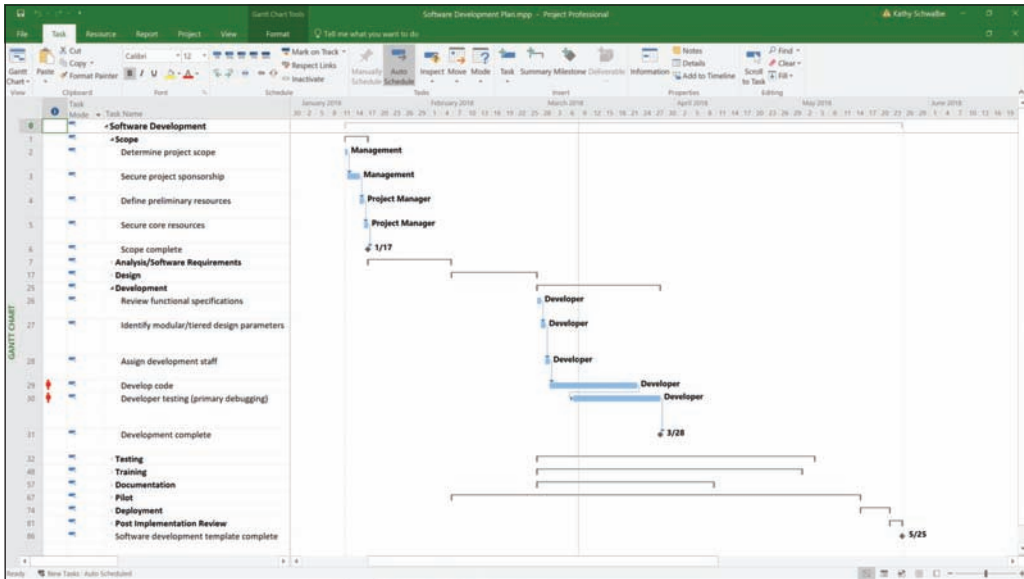 Gantt Chart Tools
Software Development Plan.mpp - Project Professional
Kathy Schwalbe
File Task Resource Report Project View Format Tell me what you want to do
Gantt Chart
View
Paste
Cut
Copy
Format Painter
Clipboard
Calibri 12
B I U A
Font
Mark on Track
Respect Links
Inactivate
Schedule
Manually Schedule
Auto Schedule
Inspect Move Mode
Tasks
Task Summary Milestone Deliverable
Insert
Information
Notes
Details
Add to Timeline
Properties
Scroll to Task
Find
Clear
Fill
Editing
Task Mode Task Name
January 2018 February 2018 March 2018 April 2018 May 2018 June 2018
0 Software Development
1 Scope
2 Determine project scope Management
3 Secure project sponsorship Management
4 Define preliminary resources Project Manager
5 Secure core resources Project Manager
6 Scope complete 1/17
7 Analysis/Software Requirements
17 Design
25 Development
26 Review functional specifications Developer
27 Identify modular/tiered design parameters Developer
28 Assign development staff Developer
29 Develop code Developer
30 Developer testing (primary debugging) Developer
31 Development complete 3/28
32 Testing
48 Training
57 Documentation
67 Pilot
74 Deployment
81 Post Implementation Review
86 Software development template complete 5/25
GANTT CHART
Ready New Tasks : Auto Scheduled